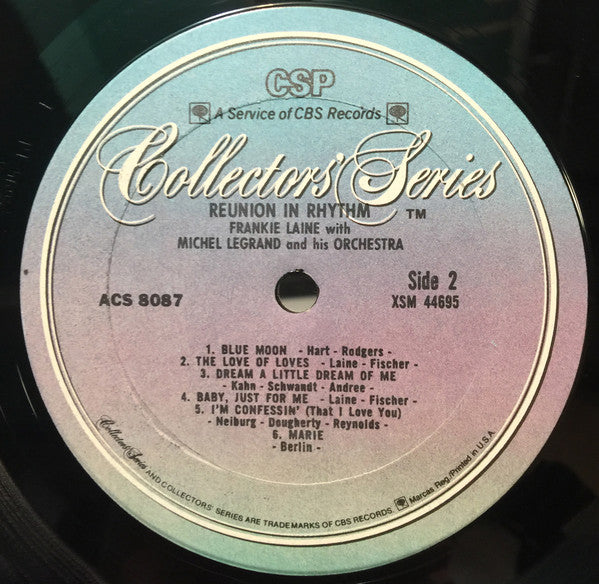 CSP
A Service of CBS Records
Collectors' Series
REUNION IN RHYTHM ™
FRANKIE LAINE with
MICHEL LEGRAND and his ORCHESTRA
ACS 8087
Side 2
XSM 44695
1. BLUE MOON - Hart - Rodgers -
2. THE LOVE OF LOVES - Laine - Fischer -
3. DREAM A LITTLE DREAM OF ME
- Kahn - Schwandt - Andree -
4. BABY, JUST FOR ME - Laine - Fischer -
5. I'M CONFESSIN' (That I Love You)
- Neiburg - Dougherty - Reynolds -
6. MARIE
- Berlin -
Collectors' Series AND COLLECTORS' SERIES ARE TRADEMARKS OF CBS RECORDS. Marcas Reg./Printed in U.S.A.